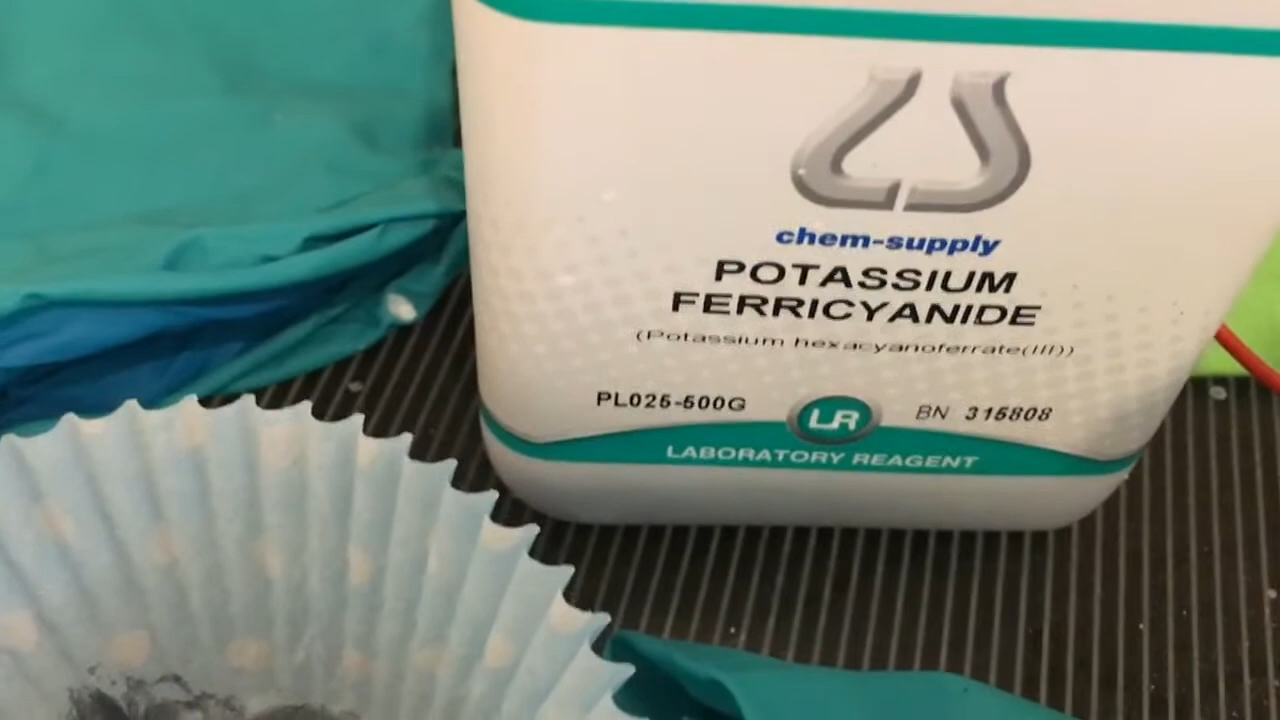 chem-supply
POTASSIUM
FERRICYANIDE
(Potassium hexacyanoferrate(III))
PL025-500G
LR
BN 315808
LABORATORY REAGENT